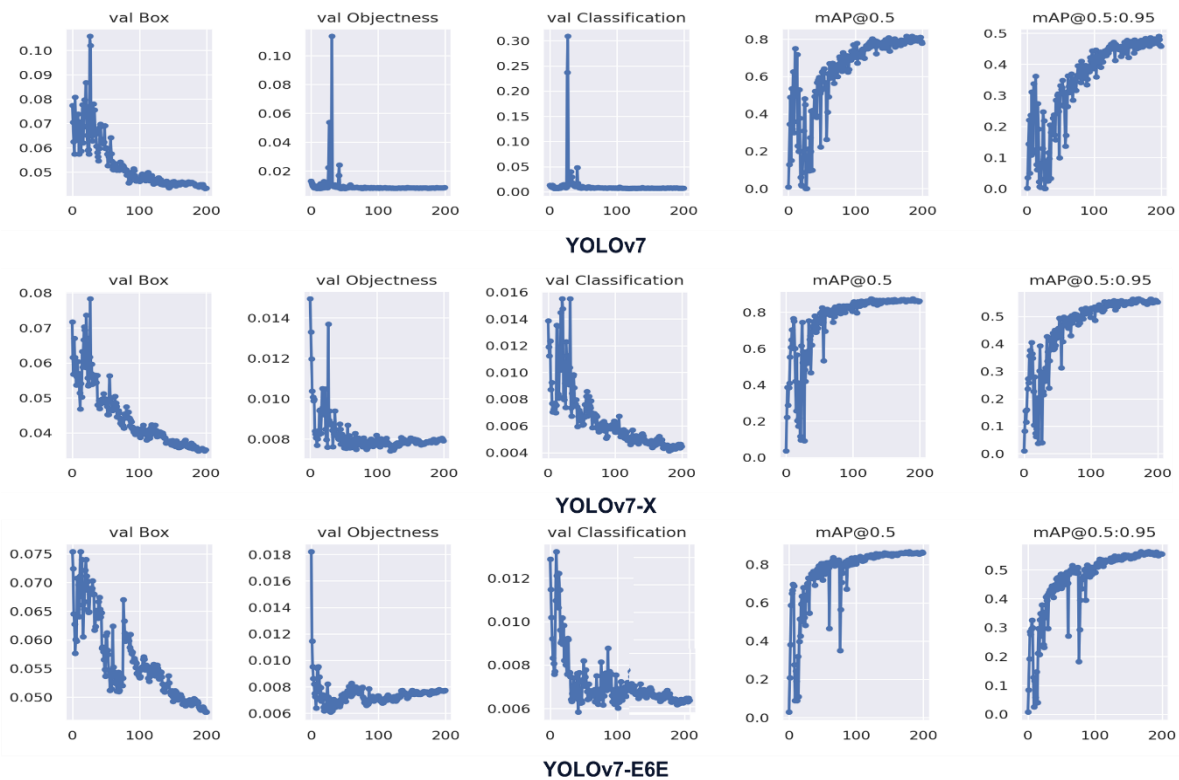 val Box val Objectness val Classification mAP@0.5 mAP@0.5:0.95
0.10 0.10 0.30 0.8 0.5
0.09 0.08 0.25 0.6 0.4
0.08 0.06 0.20 0.4 0.3
0.07 0.04 0.15 0.2 0.2
0.06 0.02 0.10 0.0 0.1
0.05 0.05 0.0
0.00
0 100 200 0 100 200 0 100 200 0 100 200 0 100 200
YOLOv7
val Box val Objectness val Classification mAP@0.5 mAP@0.5:0.95
0.08 0.014 0.016 0.8 0.5
0.07 0.012 0.014 0.6 0.4
0.06 0.010 0.012 0.4 0.3
0.05 0.008 0.010 0.2 0.2
0.04 0.008 0.0 0.1
0.006 0.0
0.004
0 100 200 0 100 200 0 100 200 0 100 200 0 100 200
YOLOv7-X
val Box val Objectness val Classification mAP@0.5 mAP@0.5:0.95
0.075 0.018 0.012 0.8 0.5
0.070 0.016 0.010 0.6 0.4
0.065 0.014 0.008 0.4 0.3
0.060 0.012 0.006 0.2 0.2
0.055 0.010 0.0 0.1
0.050 0.008 0.0
0.006
0 100 200 0 100 200 0 100 200 0 100 200 0 100 200
YOLOv7-E6E